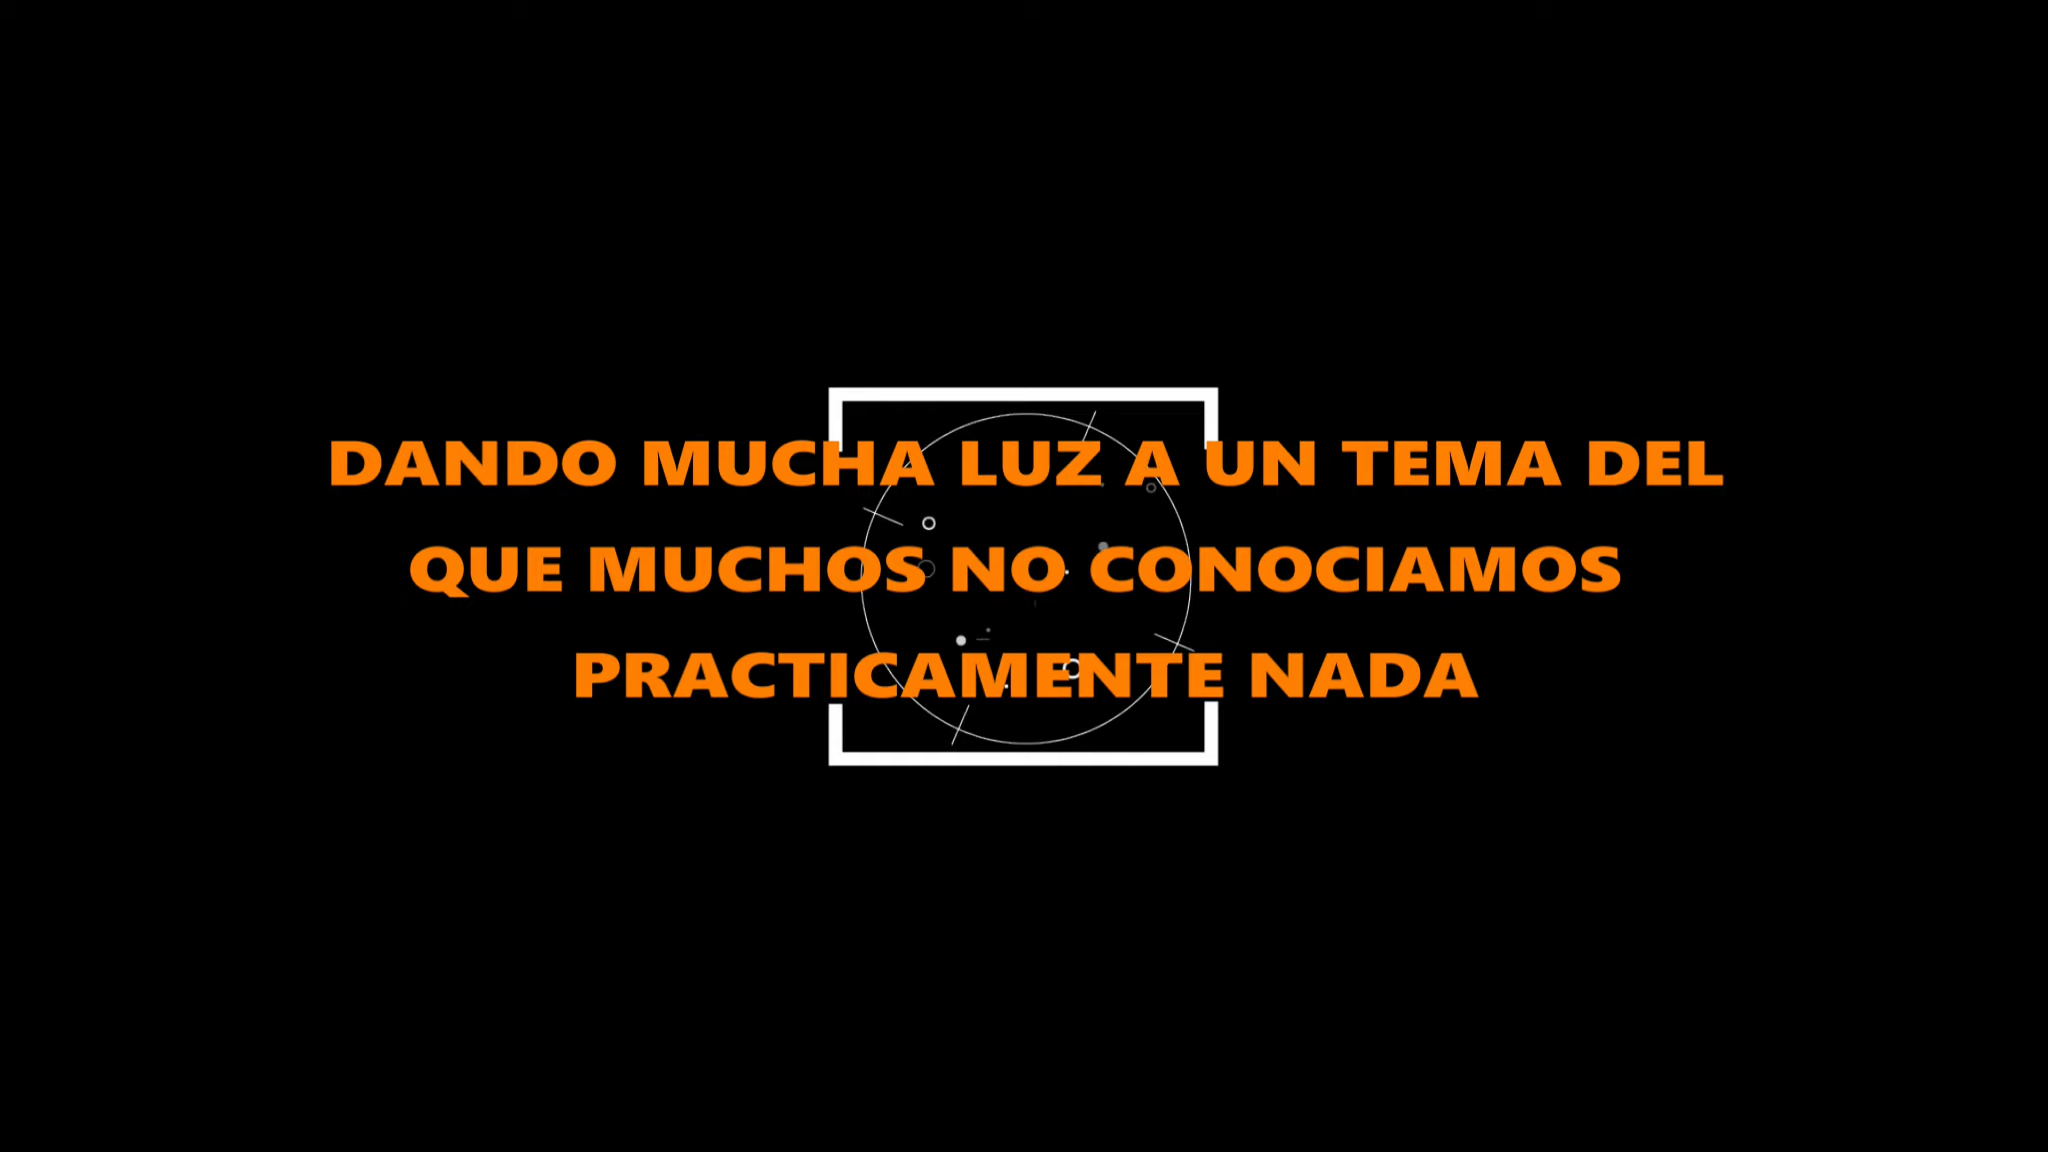 DANDO MUCHA LUZ A UN TEMA DEL
QUE MUCHOS NO CONOCIAMOS
PRACTICAMENTE NADA